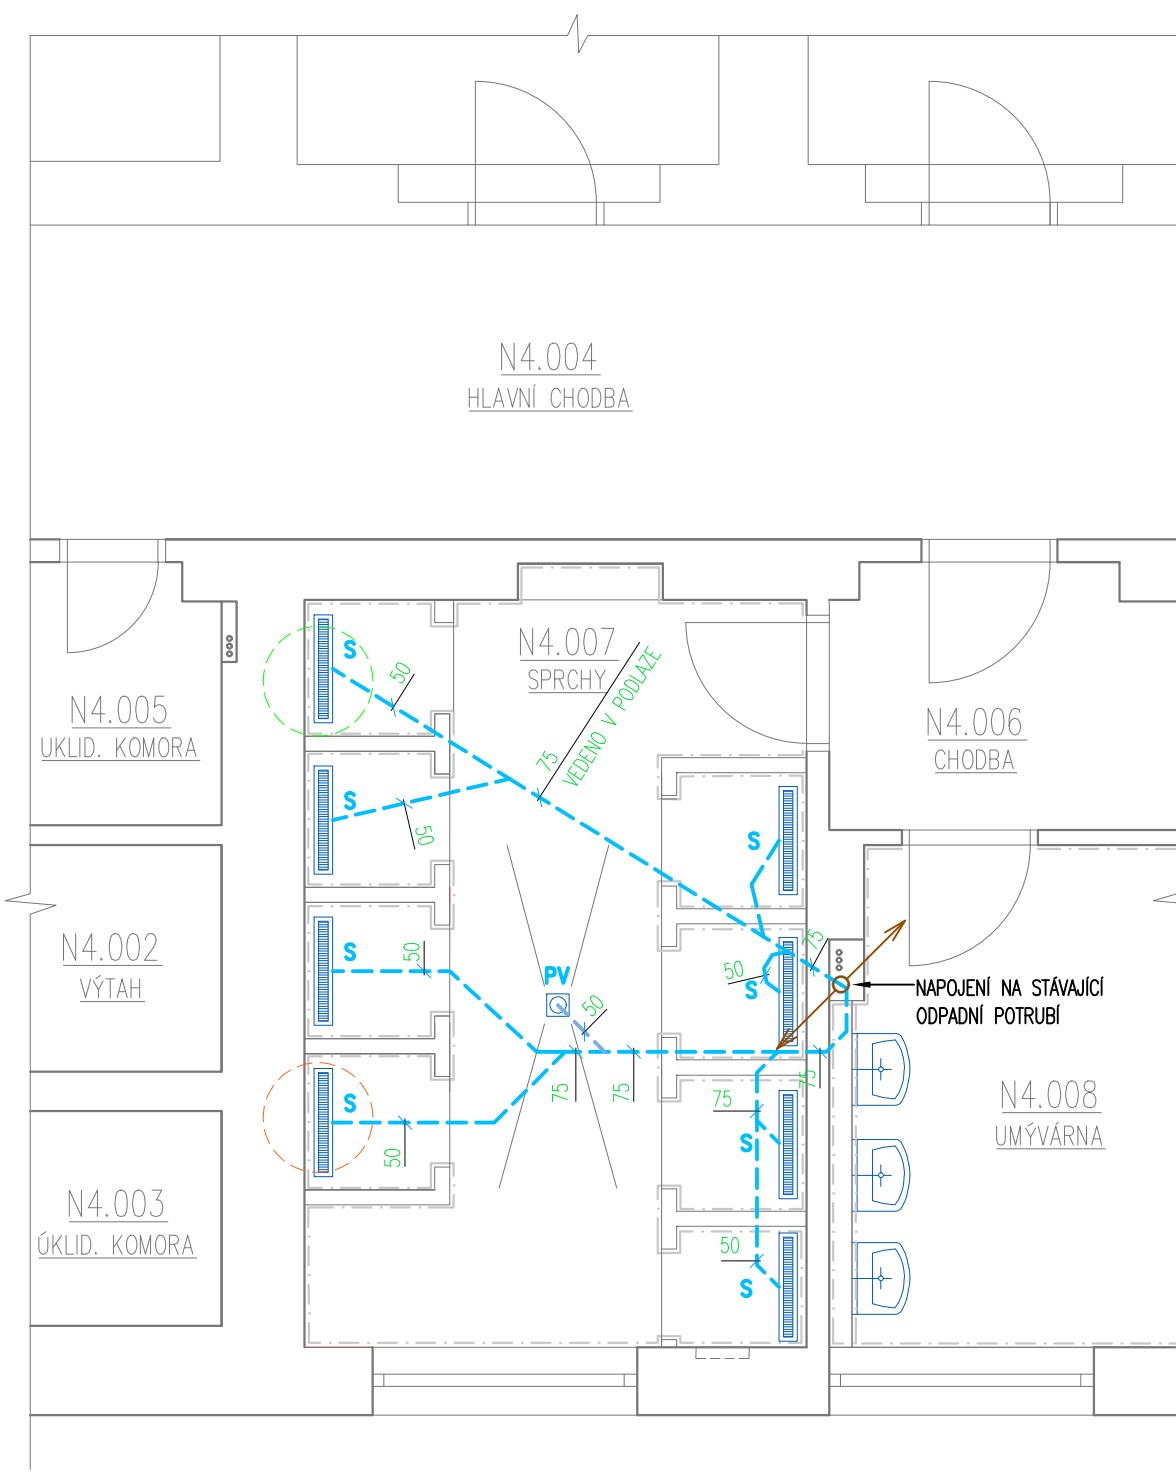 N4.004
HLAVNÍ CHODBA
N4.007
SPRCHY
S
50
75
VEDENO V PODLAZE
N4.005
UKLID. KOMORA
N4.006
CHODBA
S
50
S
N4.002
VÝTAH
S
50
PV
50
50
S
75
NAPOJENÍ NA STÁVAJÍCÍ
ODPADNÍ POTRUBÍ
75
75
75
N4.008
UMÝVÁRNA
S
50
75
S
N4.003
ÚKLID. KOMORA
50
S